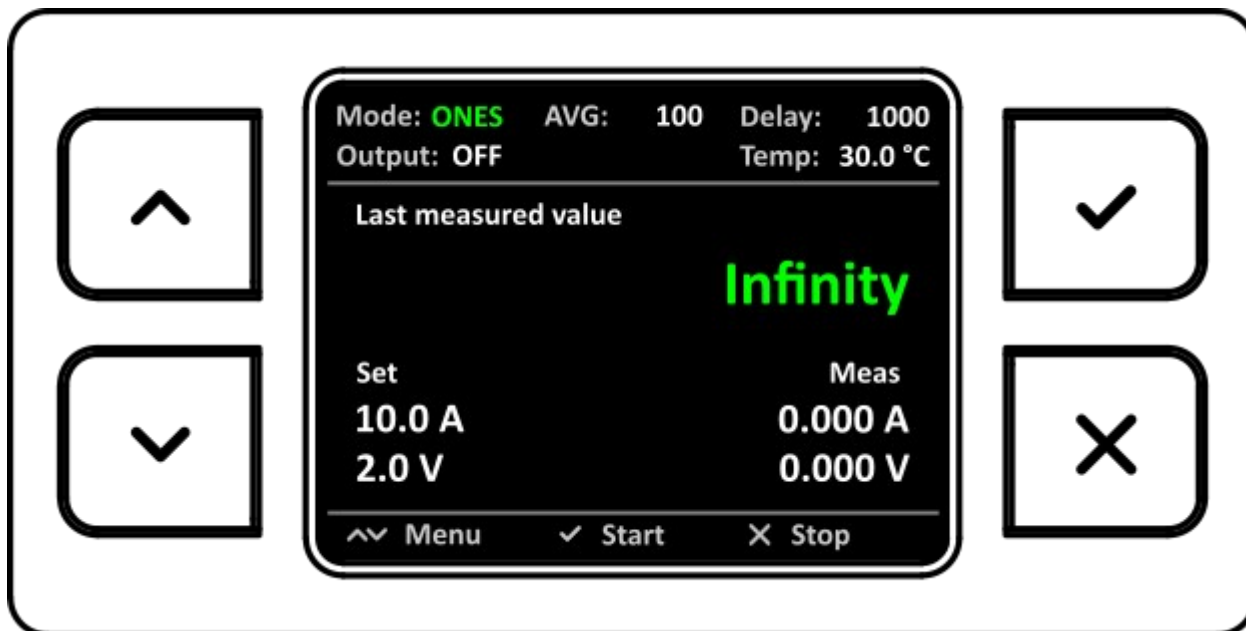 Mode: ONES AVG: 100 Delay: 1000
Output: OFF Temp: 30.0 °C
Last measured value
Infinity
Set Meas
10.0 A 0.000 A
2.0 V 0.000 V
Menu Start Stop